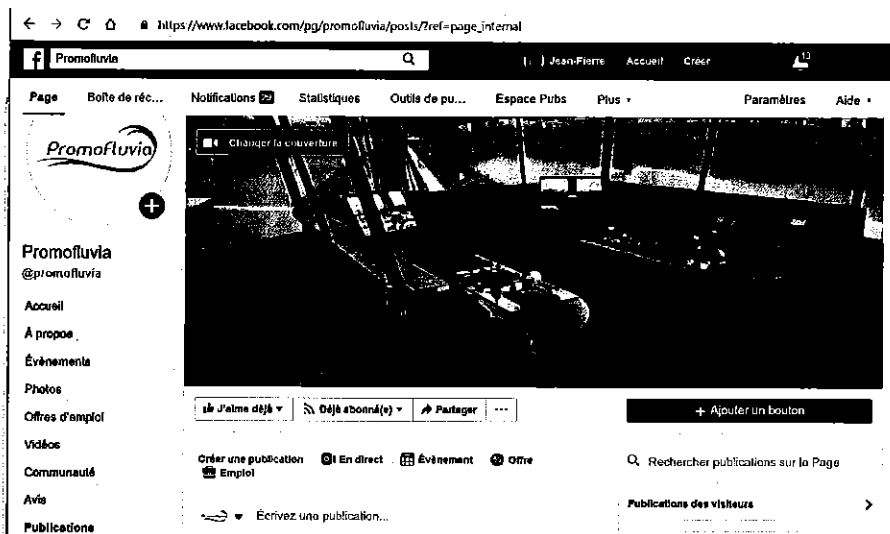 https://www.facebook.com/pg/promofluvia/posts/?ref=page_internal
f Promofluvia Jean-Pierre Accueil Créer 13
Page Boîte de réc... Notifications 29 Statistiques Outils de pu... Espace Pubs Plus Paramètres Aide
Promofluvia
Changer la couverture
Promofluvia
@promofluvia
Accueil
À propos
Évènements
Photos
Offres d'emploi
Vidéos
Communauté
Avis
Publications
J'aime déjà Déjà abonné(e) Partager ...
+ Ajouter un bouton
Créer une publication En direct Évènement Offre
Emploi
Rechercher publications sur la Page
Écrivez une publication...
Publications des visiteurs